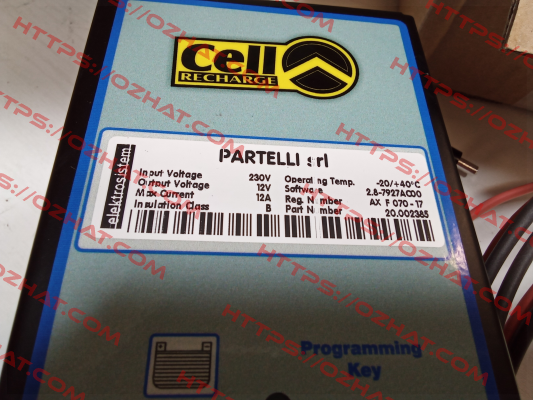 Cell
RECHARGE
elektrosistem
PARTELLI srl
Input Voltage 230V Operating Temp. -20/+40°C
Output Voltage 12V Software 2.8-7927AC00
Max Current 12A Reg. Number AX F 070 - 17
Insulation Class B Part Number 20.002385
Programming
Key
HTTPS://OZHAT.COM